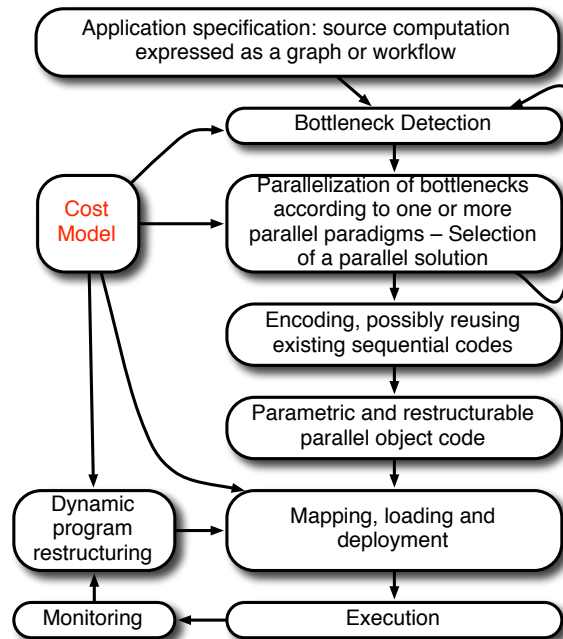 Application specification: source computation
expressed as a graph or workflow
Bottleneck Detection
Cost
Model
Parallelization of bottlenecks
according to one or more
parallel paradigms – Selection
of a parallel solution
Encoding, possibly reusing
existing sequential codes
Parametric and restructurable
parallel object code
Dynamic
program
restructuring
Mapping, loading and
deployment
Monitoring
Execution